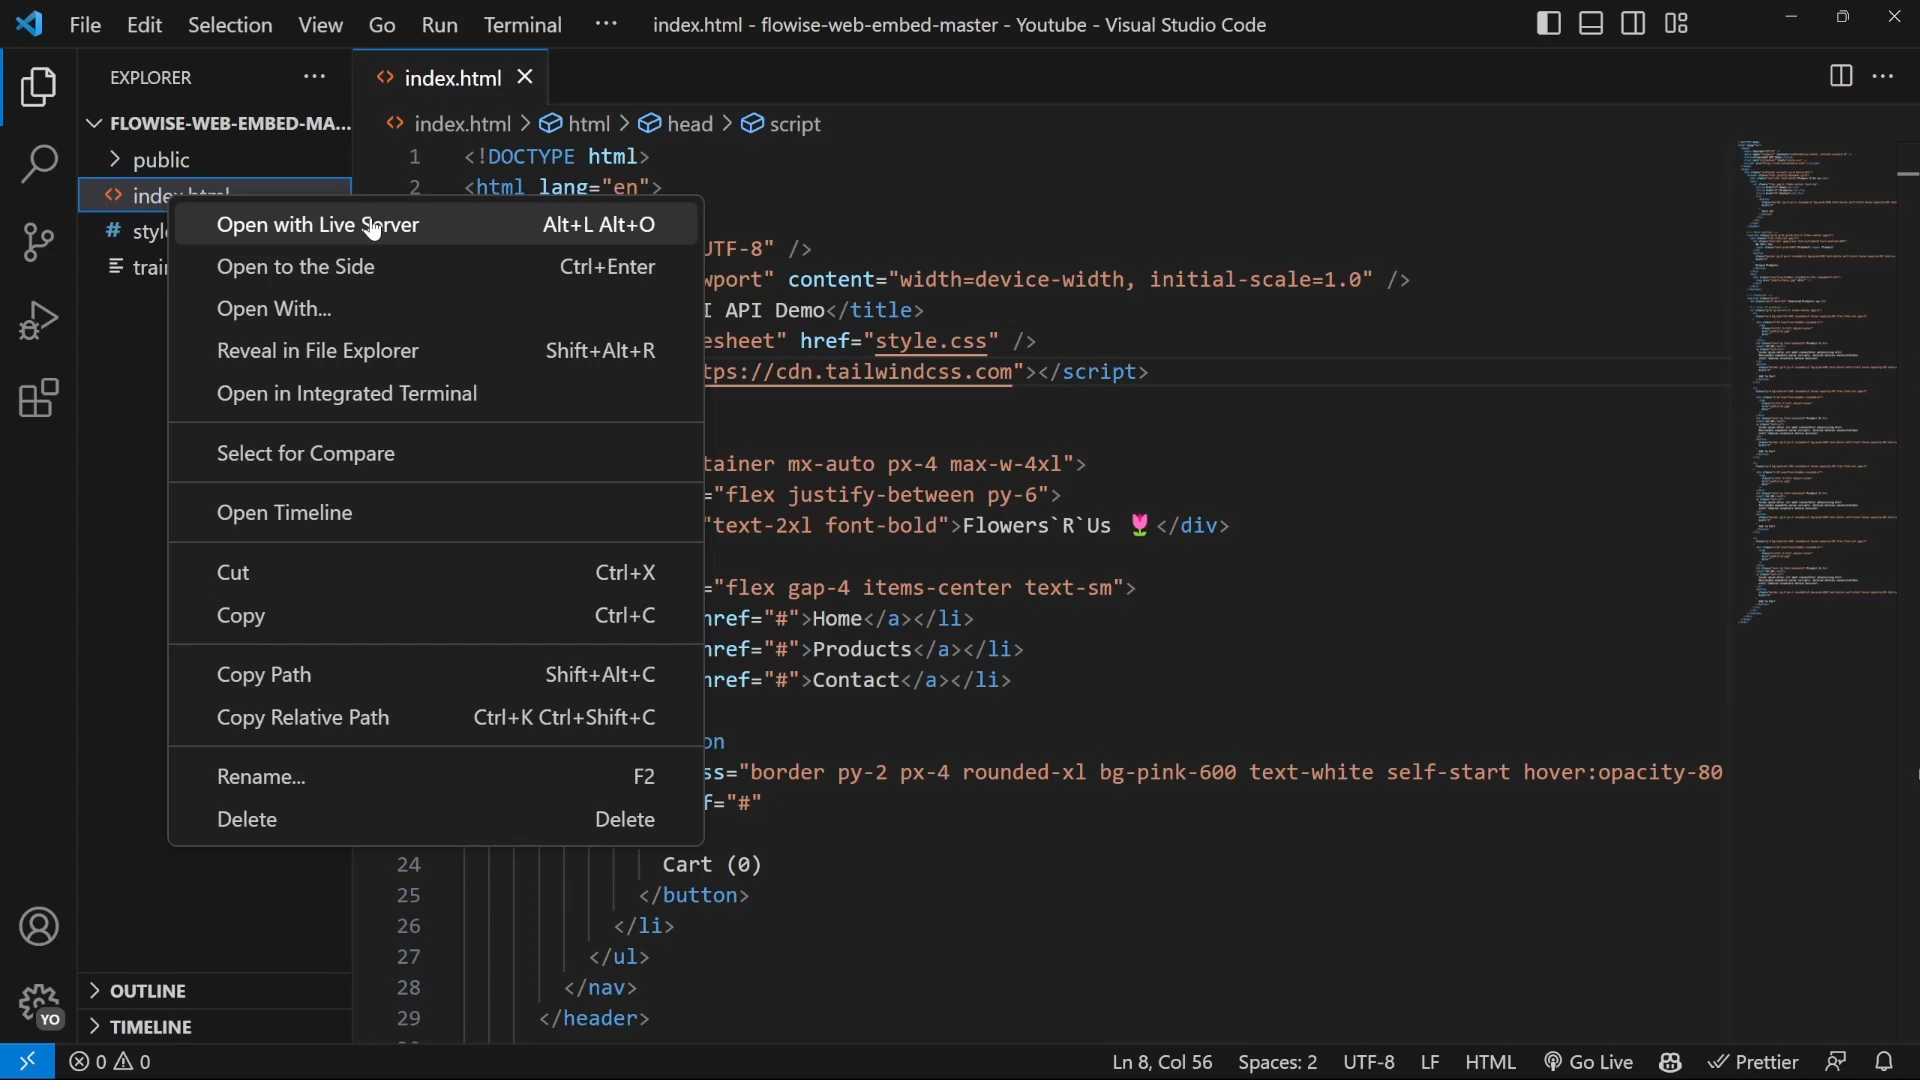 File Edit Selection View Go Run Terminal ··· index.html - flowise-web-embed-master - Youtube - Visual Studio Code
EXPLORER ···
index.html
FLOWISE-WEB-EMBED-MA...
index.html > html > head > script
public
1 <!DOCTYPE html>
2 <html lang="en">
Open with Live Server Alt+L Alt+O
Open to the Side Ctrl+Enter
Open With...
Reveal in File Explorer Shift+Alt+R
Open in Integrated Terminal
Select for Compare
Open Timeline
Cut Ctrl+X
Copy Ctrl+C
Copy Path Shift+Alt+C
Copy Relative Path Ctrl+K Ctrl+Shift+C
Rename... F2
Delete Delete
UTF-8" />
wport" content="width=device-width, initial-scale=1.0" />
I API Demo</title>
esheet" href="style.css" />
tps://cdn.tailwindcss.com"></script>
tainer mx-auto px-4 max-w-4xl">
="flex justify-between py-6">
"text-2xl font-bold">Flowers`R`Us 🌷</div>
="flex gap-4 items-center text-sm">
href="#">Home</a></li>
href="#">Products</a></li>
href="#">Contact</a></li>
on
ss="border py-2 px-4 rounded-xl bg-pink-600 text-white self-start hover:opacity-80
f="#"
24 Cart (0)
25 </button>
26 </li>
27 </ul>
28 </nav>
29 </header>
OUTLINE
TIMELINE
YO
0 0 Ln 8, Col 56 Spaces: 2 UTF-8 LF HTML Go Live Prettier